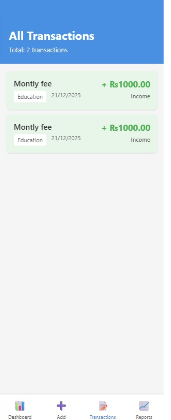 All Transactions
Total: 2 transactions
Montly fee + Rs1000.00
Education 21/12/2025 Income
Montly fee + Rs1000.00
Education 21/12/2025 Income
Dashboard Add Transactions Reports